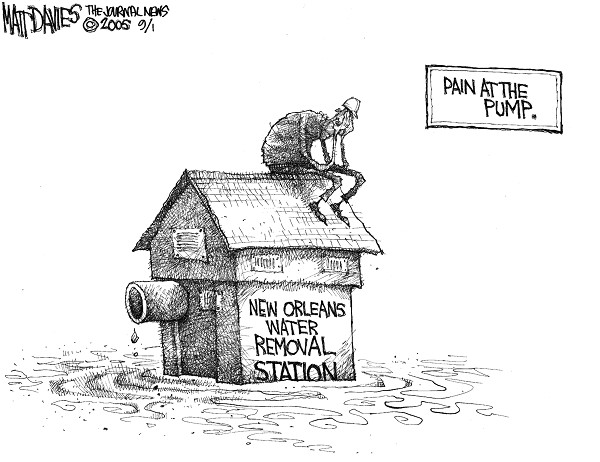 MATT DAVIES THE JOURNAL NEWS
© 2005 9/1
PAIN AT THE
PUMP.
NEW ORLEANS
WATER
REMOVAL
STATION